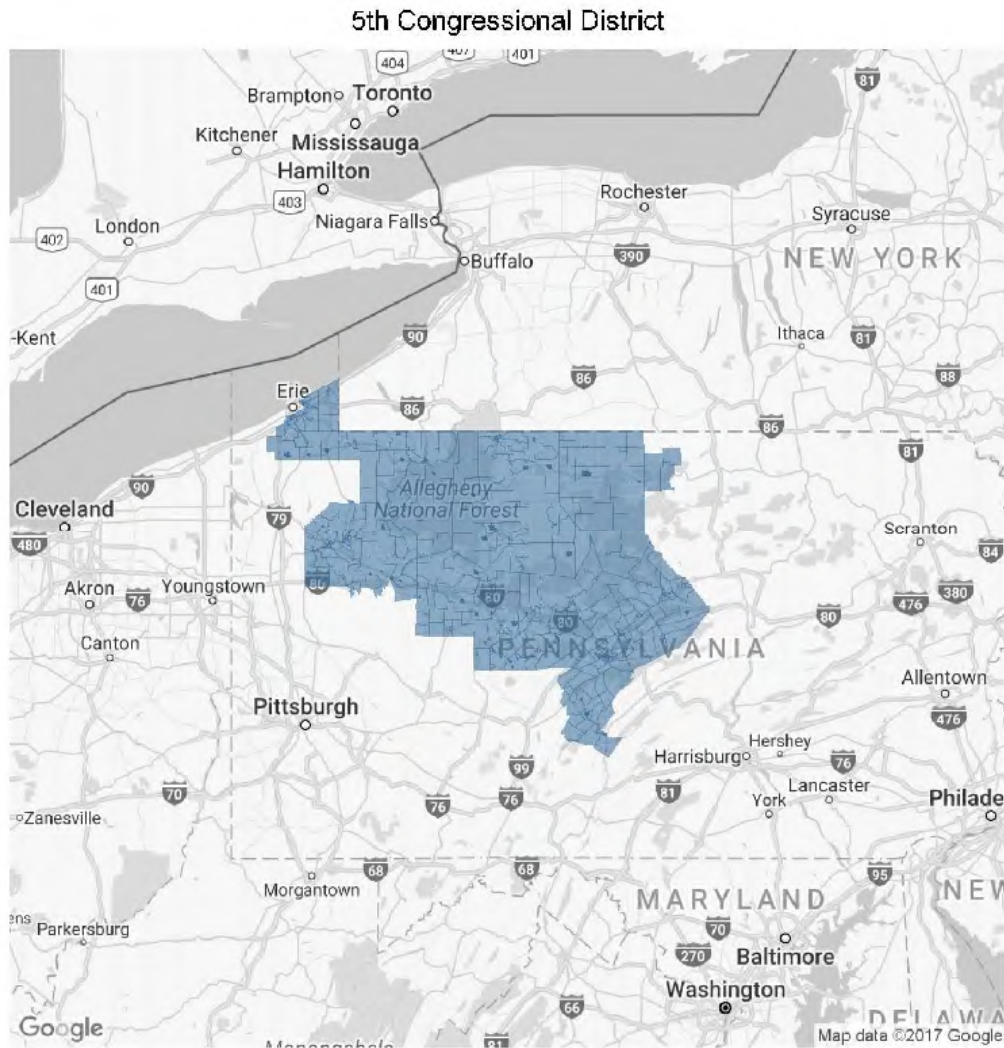 5th Congressional District
407
401
404
81
Brampton
Toronto
Kitchener
Mississauga
Hamilton
403
Rochester
London
402
Niagara Falls
Syracuse
390
NEW YORK
Buffalo
401
-Kent
90
Ithaca
81
86
88
Erie
86
86
81
Allegheny
National Forest
90
Cleveland
79
480
Scranton
84
Akron
76
Youngstown
80
80
80
80
476
380
Canton
PENNSYLVANIA
Allentown
476
Pittsburgh
Harrisburg
Hershey
99
76
70
76
76
81
Lancaster
York
Philade
Zanesville
68
68
95
Morgantown
MARYLAND
NEW
ens
Parkersburg
70
270
Baltimore
Washington
66
DELAWA
Google
81
Map data ©2017 Google